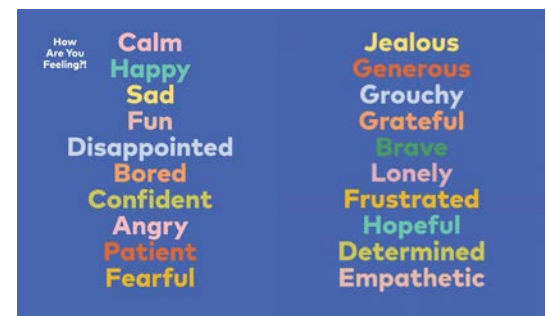 How
Are You
Feeling?!
Calm
Happy
Sad
Fun
Disappointed
Bored
Confident
Angry
Patient
Fearful
Jealous
Generous
Grouchy
Grateful
Brave
Lonely
Frustrated
Hopeful
Determined
Empathetic